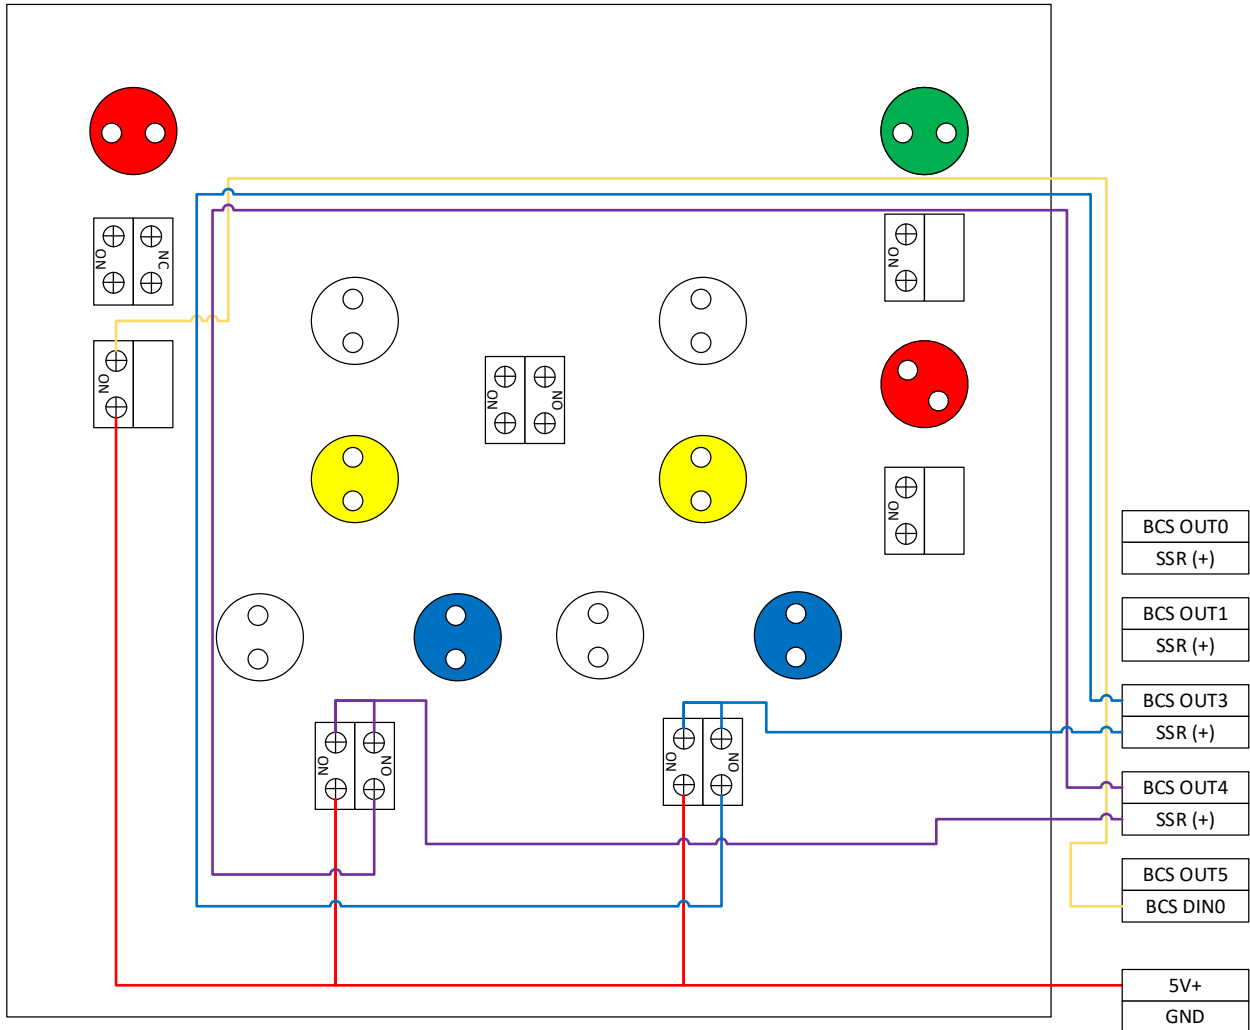 NO
NC
NO
NO
NO
NO
NO
BCS OUT0
SSR (+)
BCS OUT1
SSR (+)
BCS OUT3
SSR (+)
NO
NO
NO
NO
BCS OUT4
SSR (+)
BCS OUT5
BCS DIN0
5V+
GND